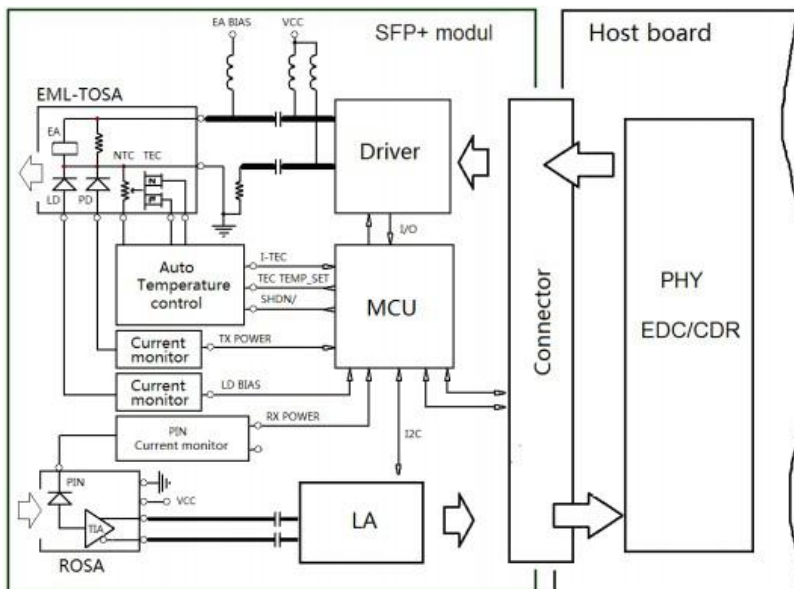 EA BIAS
VCC
SFP+ modul
Host board
EML-TOSA
EA
NTC TEC
LD
PD
N
P
Driver
I/O
Auto
Temperature
control
I-TEC
TEC TEMP_SET
SHDN/
MCU
Connector
PHY
EDC/CDR
Current
monitor
TX POWER
Current
monitor
LD BIAS
PIN
Current monitor
RX POWER
I2C
PIN
VCC
TIA
ROSA
LA